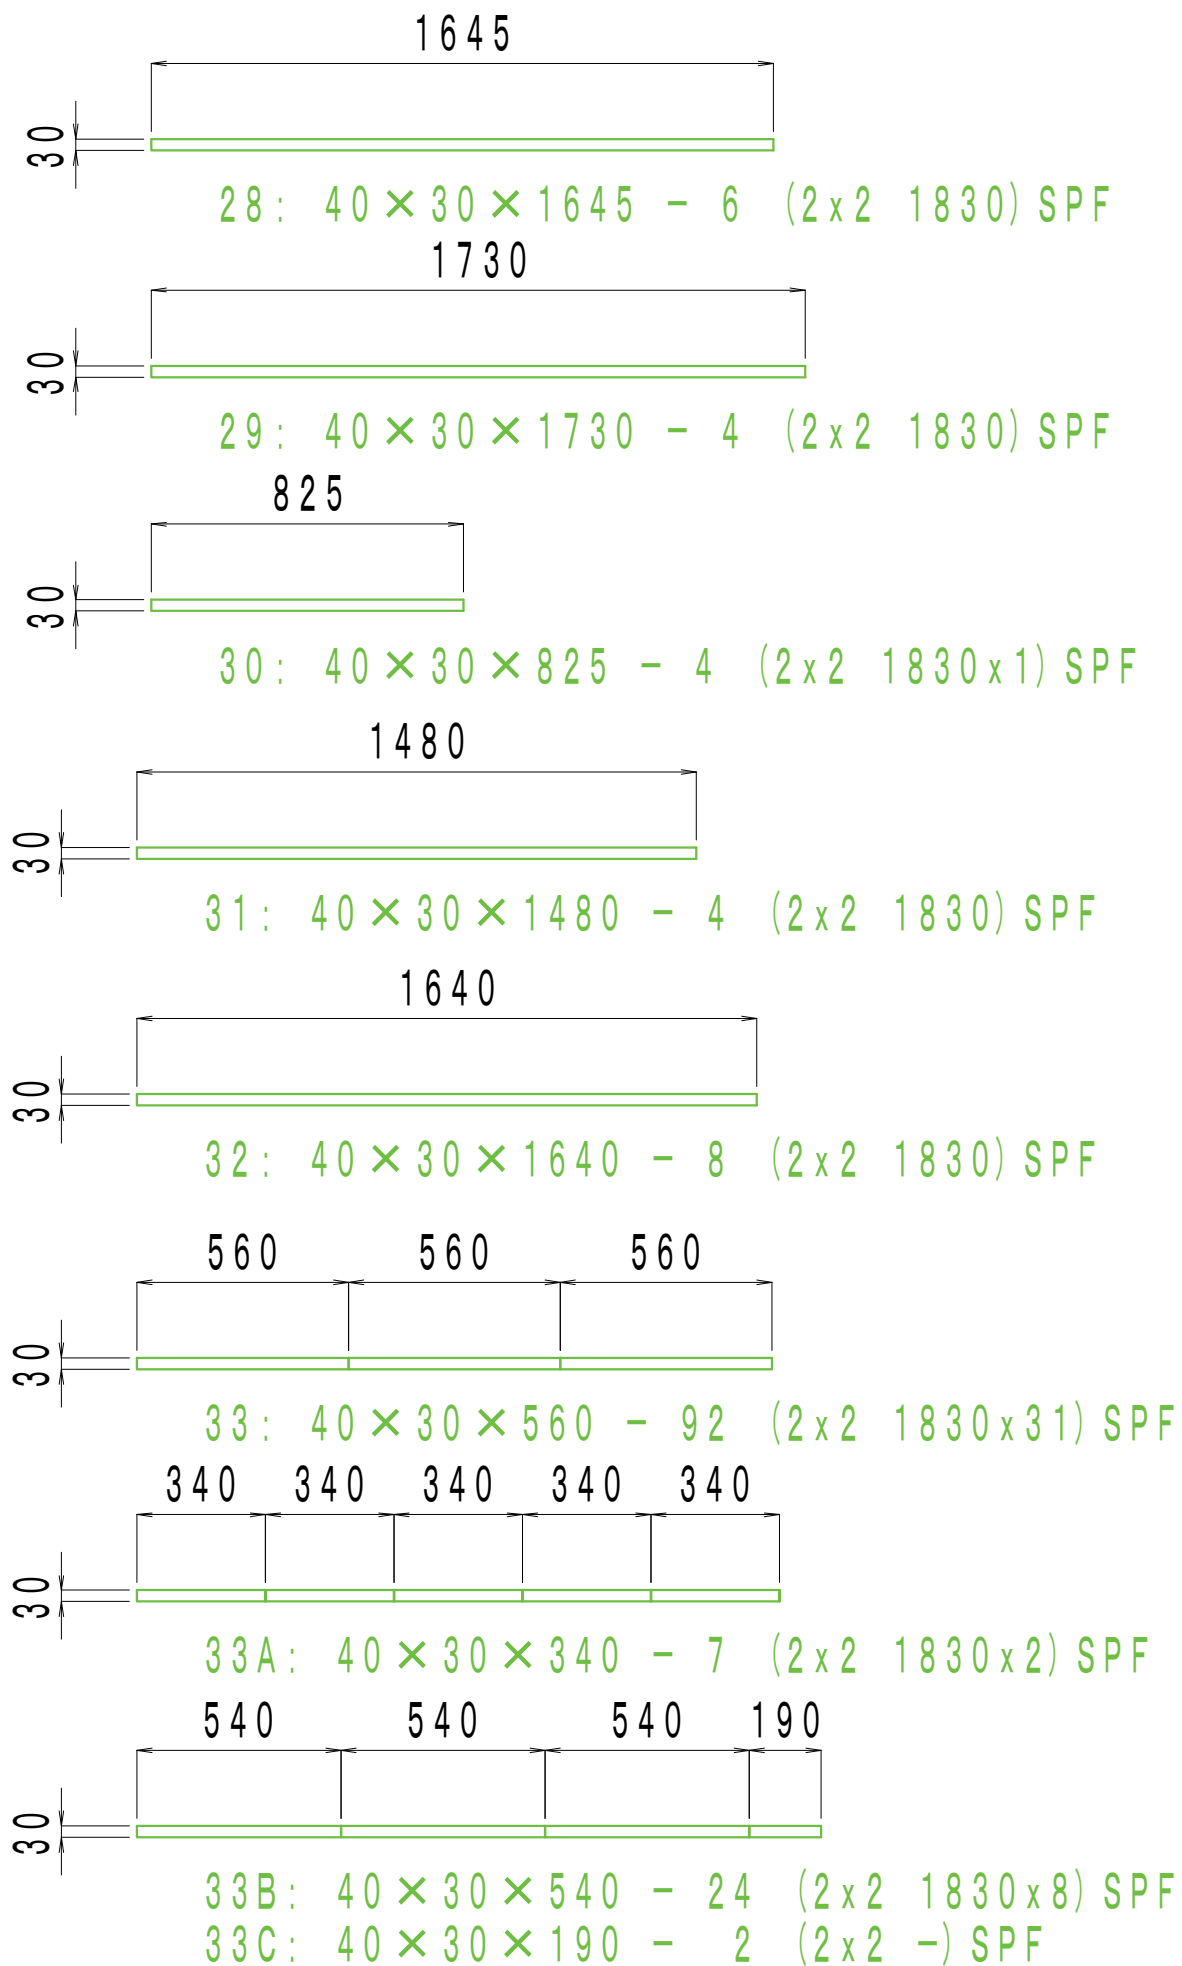 1645
30
28: 40×30×1645 - 6 (2x2 1830)SPF
1730
30
29: 40×30×1730 - 4 (2x2 1830)SPF
825
30
30: 40×30×825 - 4 (2x2 1830x1)SPF
1480
30
31: 40×30×1480 - 4 (2x2 1830)SPF
1640
30
32: 40×30×1640 - 8 (2x2 1830)SPF
560 560 560
30
33: 40×30×560 - 92 (2x2 1830x31)SPF
340 340 340 340 340
30
33A: 40×30×340 - 7 (2x2 1830x2)SPF
540 540 540 190
30
33B: 40×30×540 - 24 (2x2 1830x8)SPF
33C: 40×30×190 - 2 (2x2 -)SPF